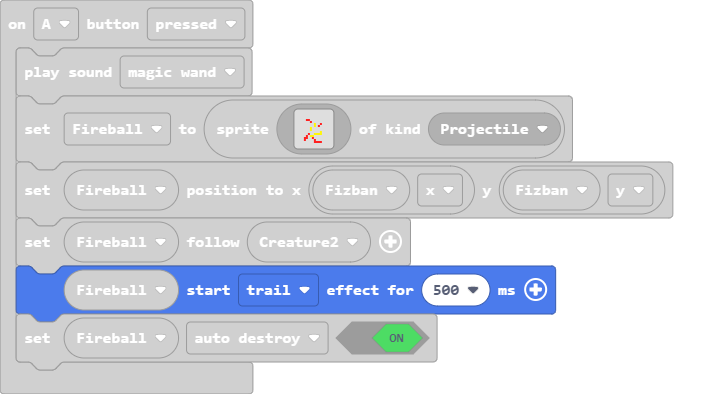 on A button pressed
play sound magic wand
set Fireball to sprite of kind Projectile
set Fireball position to x Fizban x y Fizban y
set Fireball follow Creature2
Fireball start trail effect for 500 ms
set Fireball auto destroy ON